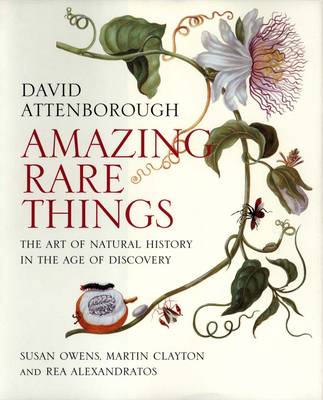 DAVID
ATTENBOROUGH
AMAZING
RARE
THINGS
THE ART OF NATURAL HISTORY
IN THE AGE OF DISCOVERY
SUSAN OWENS, MARTIN CLAYTON
AND REA ALEXANDRATOS